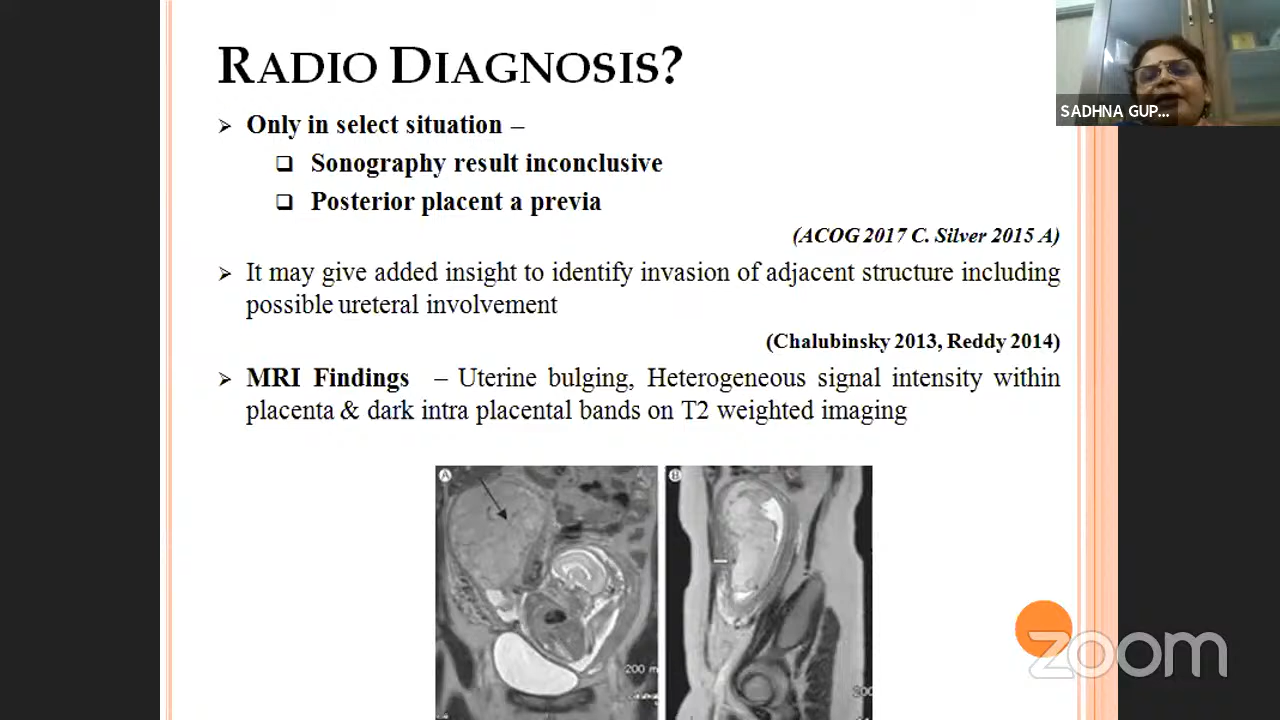 RADIO DIAGNOSIS?
SADHNA GUP...
Only in select situation –
Sonography result inconclusive
Posterior placent a previa
(ACOG 2017 C. Silver 2015 A)
It may give added insight to identify invasion of adjacent structure including
possible ureteral involvement
(Chalubinsky 2013, Reddy 2014)
MRI Findings – Uterine bulging, Heterogeneous signal intensity within
placenta & dark intra placental bands on T2 weighted imaging
A
B
200 m
200
zoom